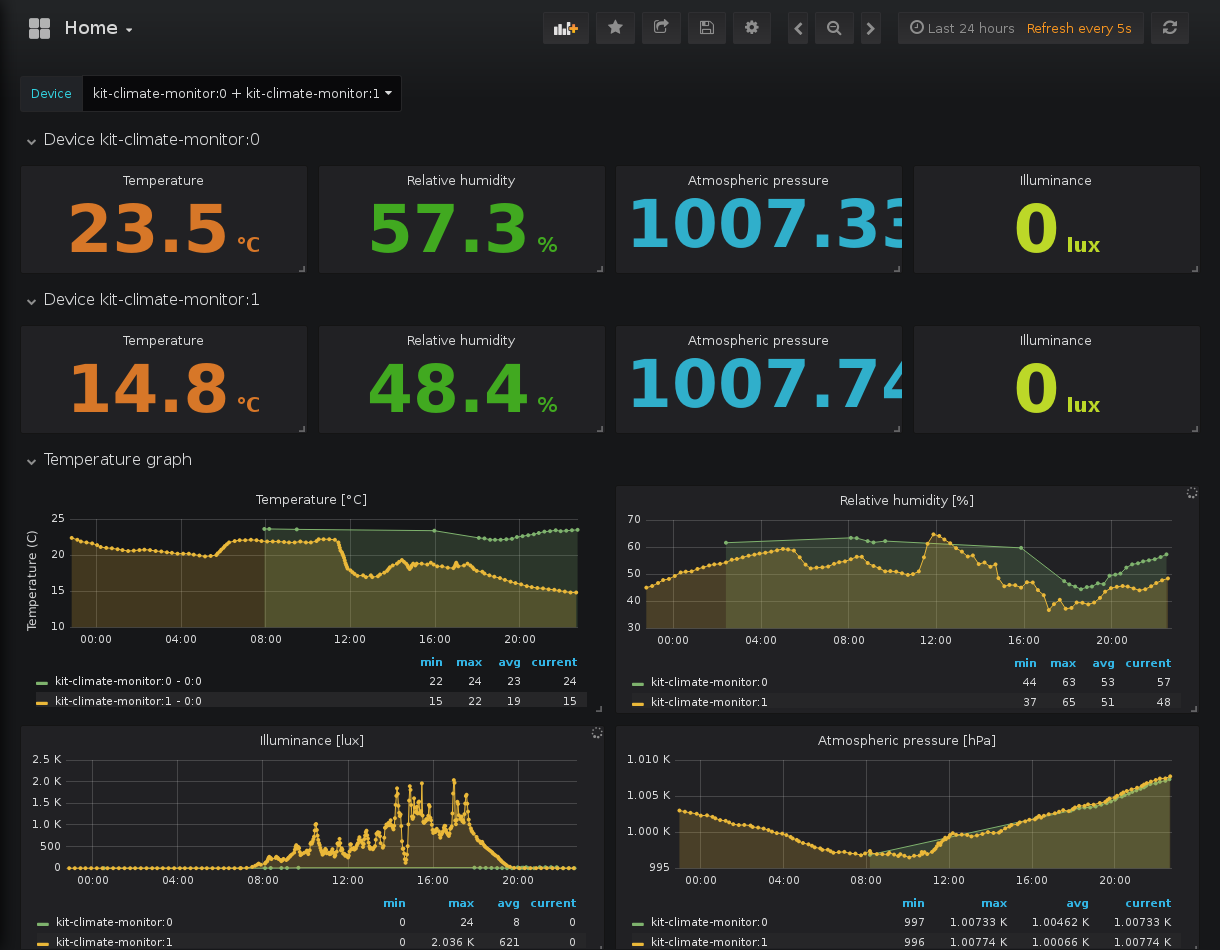 Home
Last 24 hours Refresh every 5s
Device kit-climate-monitor:0 + kit-climate-monitor:1
Device kit-climate-monitor:0
Temperature Relative humidity Atmospheric pressure Illuminance
23.5 °C 57.3 % 1007.33 0 lux
Device kit-climate-monitor:1
Temperature Relative humidity Atmospheric pressure Illuminance
14.8 °C 48.4 % 1007.74 0 lux
Temperature graph
Temperature [°C]
Temperature (C)
25
20
15
10
00:00 04:00 08:00 12:00 16:00 20:00
min max avg current
kit-climate-monitor:0 - 0:0 22 24 23 24
kit-climate-monitor:1 - 0:0 15 22 19 15
Relative humidity [%]
70
60
50
40
30
00:00 04:00 08:00 12:00 16:00 20:00
min max avg current
kit-climate-monitor:0 44 63 53 57
kit-climate-monitor:1 37 65 51 48
Illuminance [lux]
2.5 K
2.0 K
1.5 K
1.0 K
500
0
00:00 04:00 08:00 12:00 16:00 20:00
min max avg current
kit-climate-monitor:0 0 24 8 0
kit-climate-monitor:1 0 2.036 K 621 0
Atmospheric pressure [hPa]
1.010 K
1.005 K
1.000 K
995
00:00 04:00 08:00 12:00 16:00 20:00
min max avg current
kit-climate-monitor:0 997 1.00733 K 1.00462 K 1.00733 K
kit-climate-monitor:1 996 1.00774 K 1.00066 K 1.00774 K